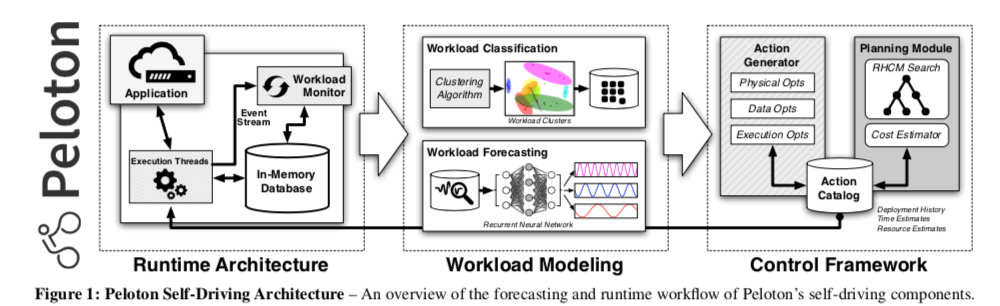 Peloton
Application
Workload
Monitor
Event
Stream
Execution Threads
In-Memory
Database
Runtime Architecture
Workload Classification
Clustering
Algorithm
Workload Clusters
Workload Forecasting
Recurrent Neural Network
Workload Modeling
Action
Generator
Physical Opts
Data Opts
Execution Opts
Planning Module
RHCM Search
Cost Estimator
Action
Catalog
Deployment History
Time Estimates
Resource Estimates
Control Framework
Figure 1: Peloton Self-Driving Architecture – An overview of the forecasting and runtime workflow of Peloton's self-driving components.